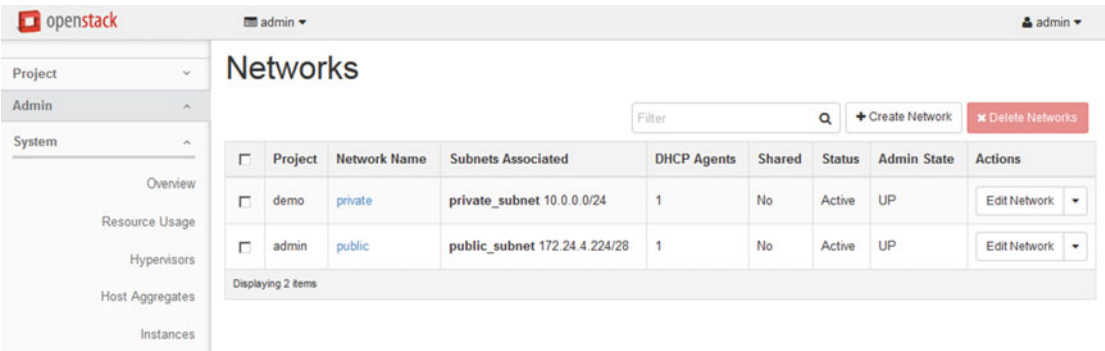 openstack admin admin
Project
Admin
System
Overview
Resource Usage
Hypervisors
Host Aggregates
Instances
Networks
Filter + Create Network × Delete Networks
Project Network Name Subnets Associated DHCP Agents Shared Status Admin State Actions
demo private private_subnet 10.0.0.0/24 1 No Active UP Edit Network
admin public public_subnet 172.24.4.224/28 1 No Active UP Edit Network
Displaying 2 items